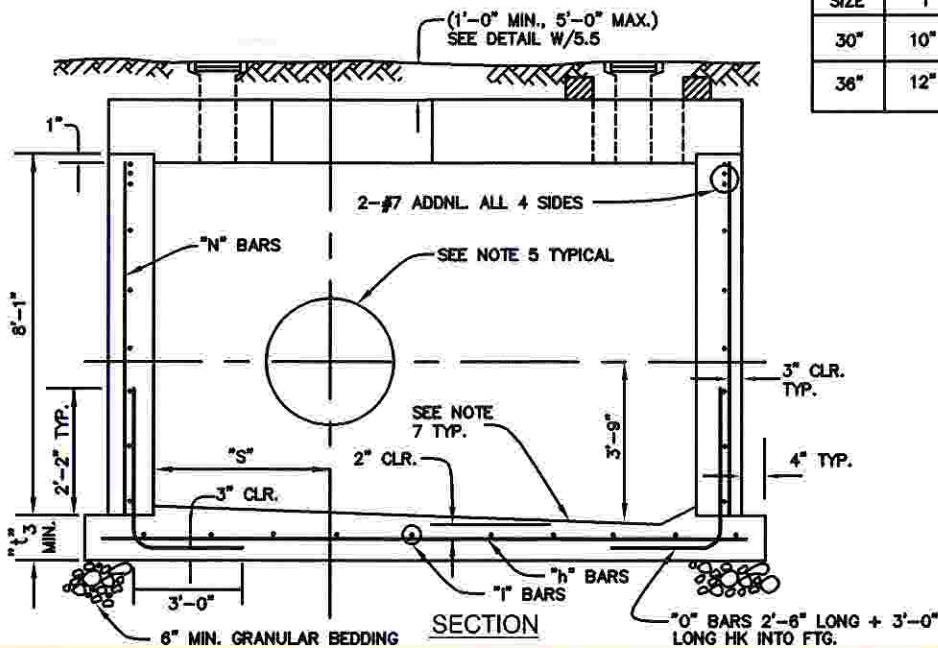 (1'-0" MIN., 5'-0" MAX.)
SEE DETAIL W/5.5
SIZE
30" 10"
36" 12"
1"
2-#7 ADDNL. ALL 4 SIDES
"N" BARS
SEE NOTE 5 TYPICAL
8'-1"
3" CLR.
TYP.
2'-2" TYP.
SEE NOTE
7 TYP.
3'-9"
"S"
2" CLR.
4" TYP.
3" CLR.
"t3"
MIN.
"h" BARS
"I" BARS
3'-0"
"O" BARS 2'-6" LONG + 3'-0"
LONG HK INTO FTG.
6" MIN. GRANULAR BEDDING
SECTION